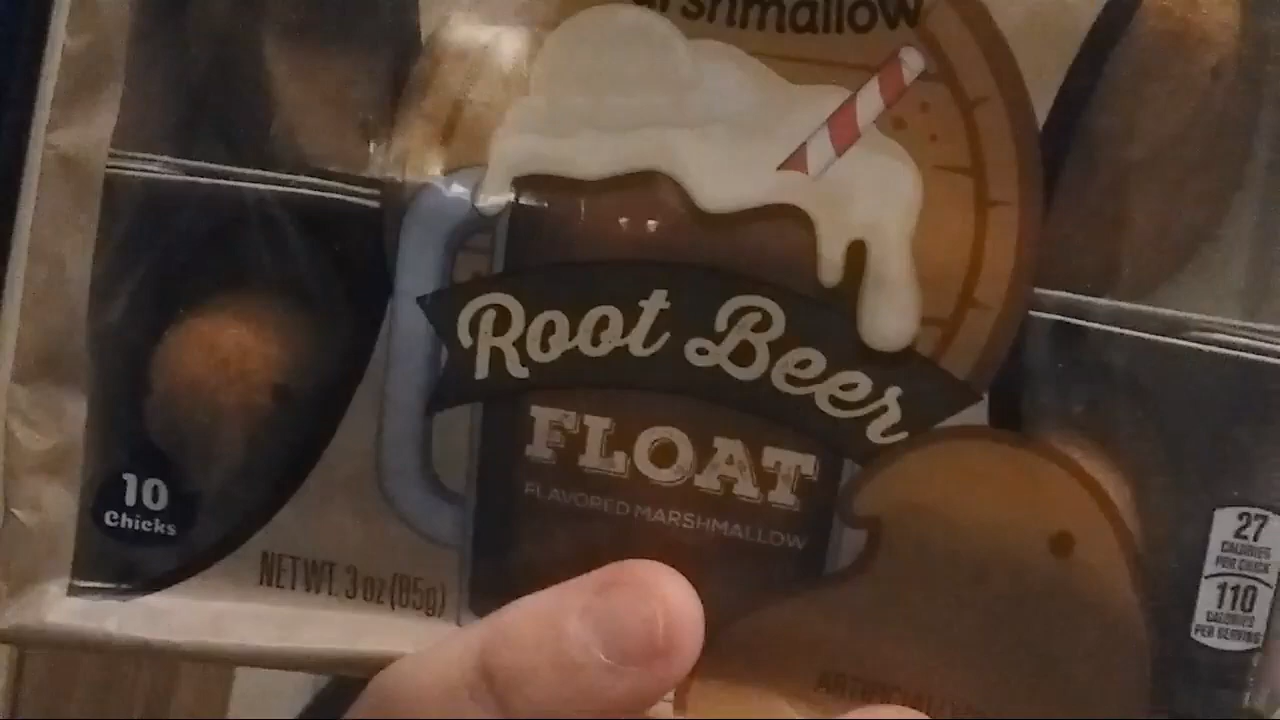 Root Beer
FLOAT
FLAVORED MARSHMALLOW
10
Chicks
NET WT. 3 oz (85g)
27
CALORIES
PER CHICK
110
CALORIES
PER SERVING